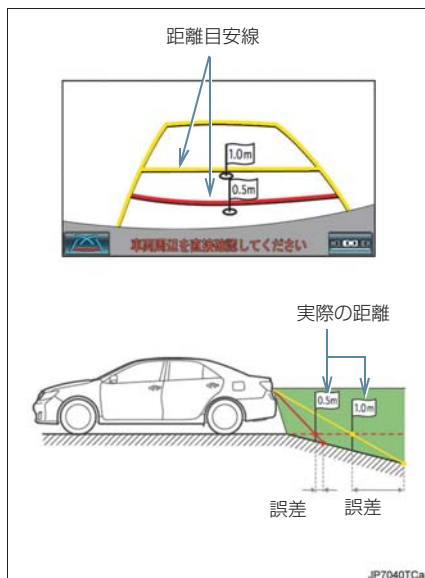 距離目安線
1.0m
0.5m
車両周辺を直接確認してください
実際の距離
0.5m
1.0m
誤差 誤差
JP7040TCa